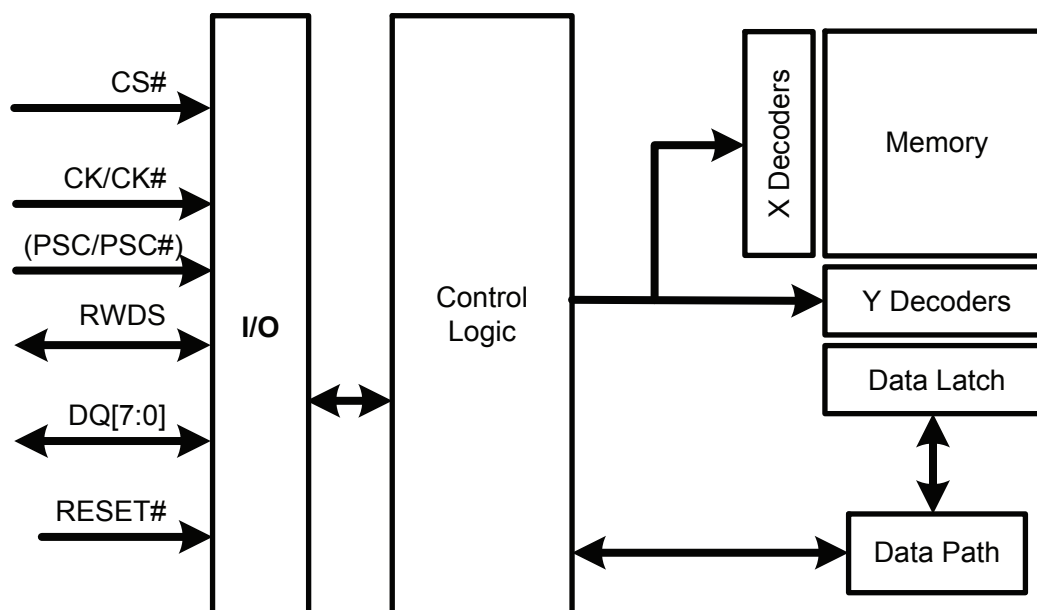 CS#
CK/CK#
(PSC/PSC#)
RWDS
DQ[7:0]
RESET#
I/O
Control
Logic
X Decoders
Memory
Y Decoders
Data Latch
Data Path